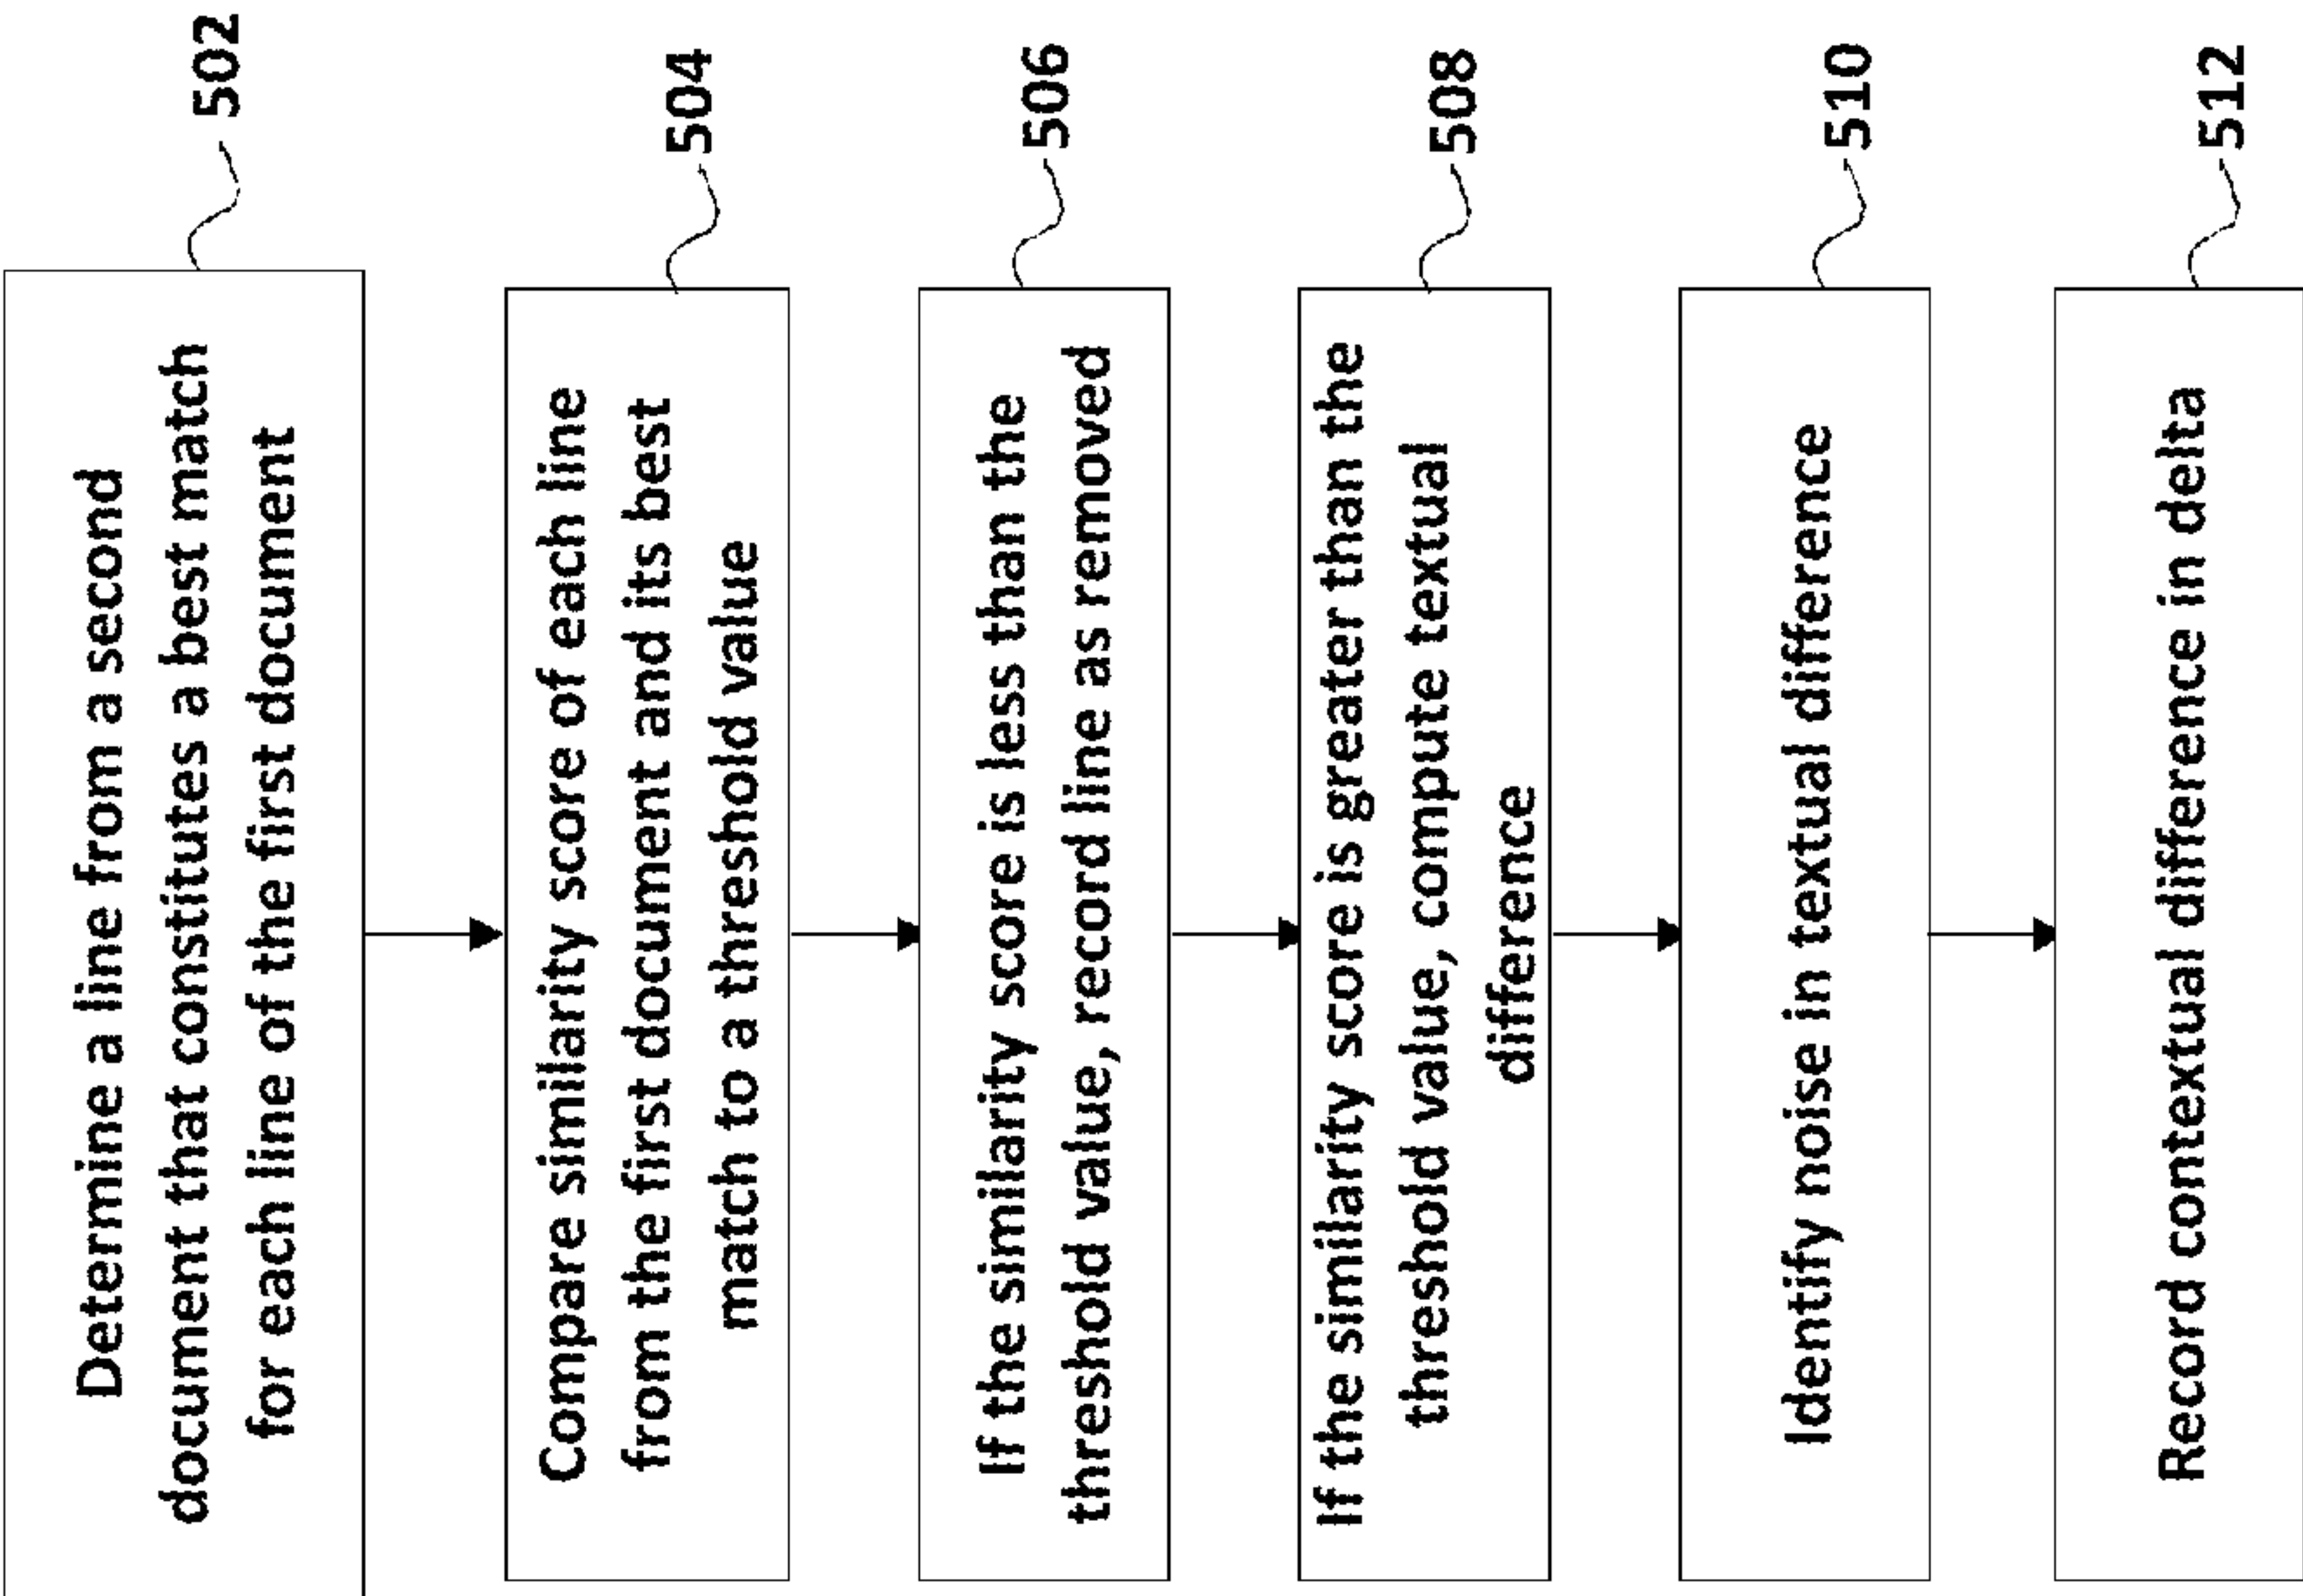 Determine a line from a second
document that constitutes a best match
for each line of the first document
502
Compare similarity score of each line
from the first document and its best
match to a threshold value
504
If the similarity score is less than the
threshold value, record line as removed
506
If the similarity score is greater than the
threshold value, compute textual
difference
508
Identify noise in textual difference
510
Record contextual difference in delta
512